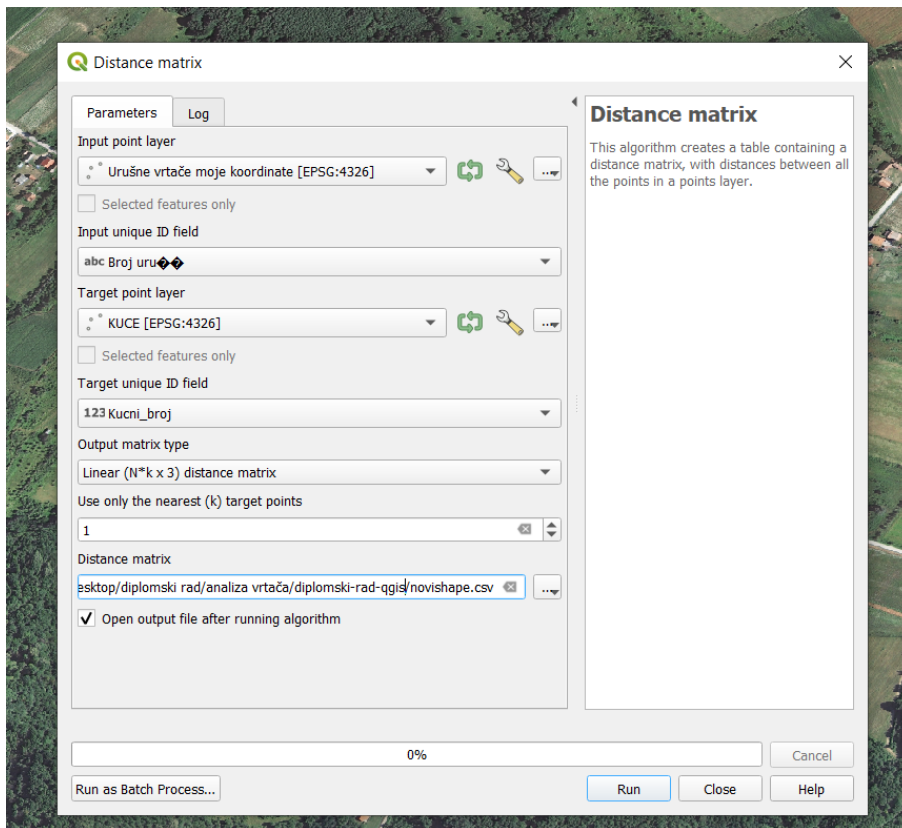 Distance matrix
Parameters
Log
Input point layer
Urušne vrtače moje koordinate [EPSG:4326]
Selected features only
Input unique ID field
abc Broj uru��
Target point layer
KUCE [EPSG:4326]
Selected features only
Target unique ID field
123 Kucni_broj
Output matrix type
Linear (N*k x 3) distance matrix
Use only the nearest (k) target points
1
Distance matrix
esktop/diplomski rad/analiza vrtača/diplomski-rad-qgis/novishape.csv
Open output file after running algorithm
Distance matrix
This algorithm creates a table containing a
distance matrix, with distances between all
the points in a points layer.
0%
Cancel
Run as Batch Process...
Run
Close
Help